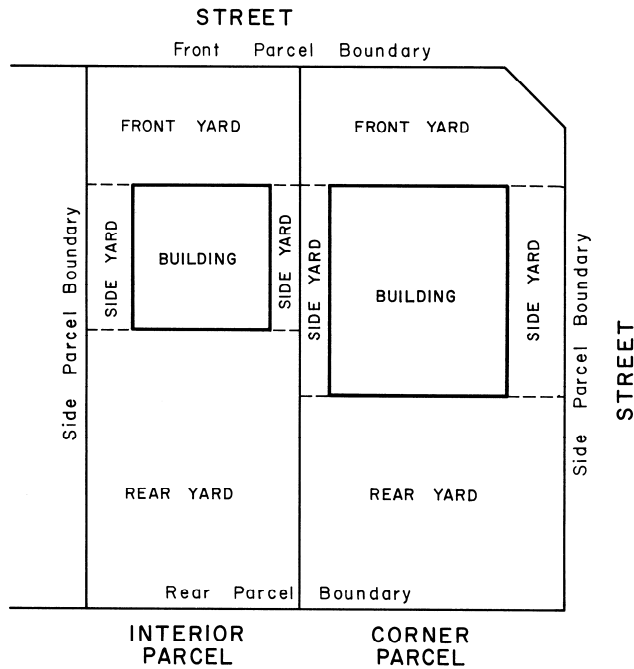 STREET
Front Parcel Boundary
FRONT YARD
FRONT YARD
Side Parcel Boundary
SIDE YARD
BUILDING
SIDE YARD
SIDE YARD
BUILDING
SIDE YARD
Side Parcel Boundary
STREET
REAR YARD
REAR YARD
Rear Parcel Boundary
INTERIOR
PARCEL
CORNER
PARCEL